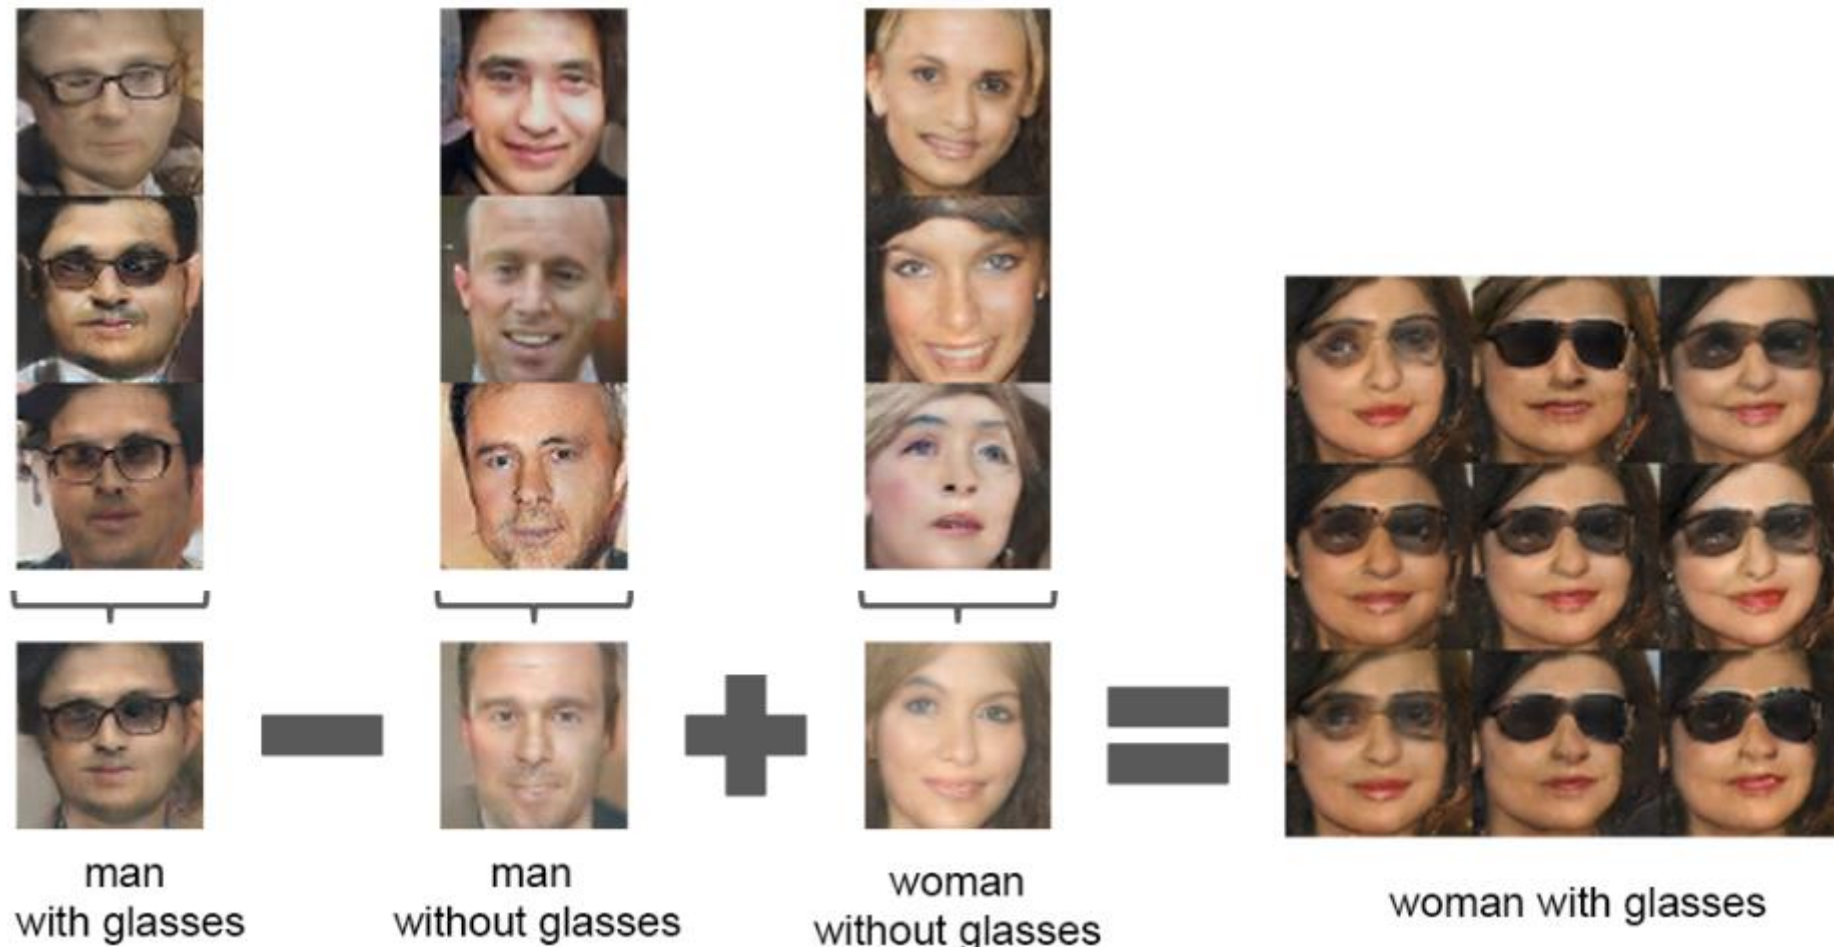 man
with glasses
man
without glasses
woman
without glasses
woman with glasses